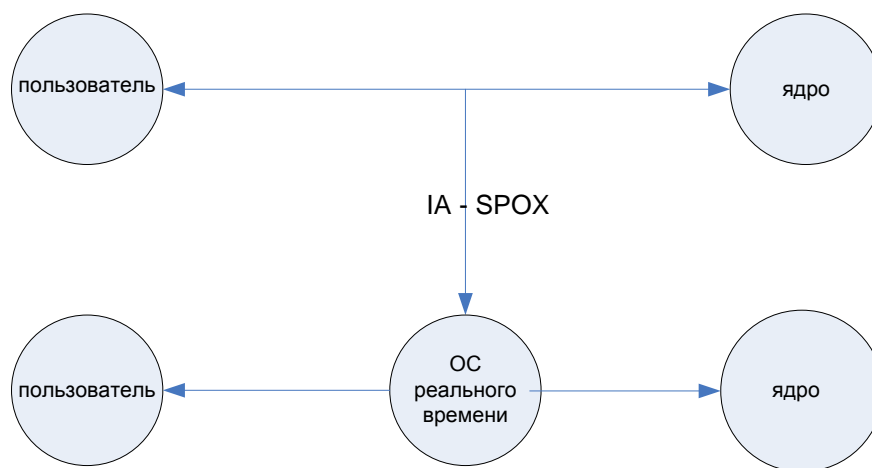 пользователь
ядро
IA - SPOX
пользователь
ОС
реального
времени
ядро